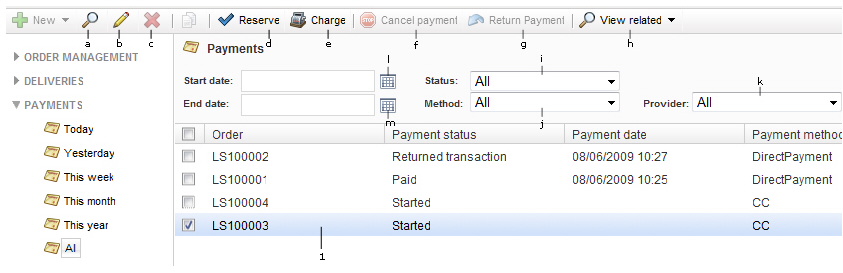 New Reserve Charge Cancel payment Return Payment View related
a b c d e f g h
ORDER MANAGEMENT
DELIVERIES
PAYMENTS
Today
Yesterday
This week
This month
This year
Al
Payments
l i
Start date: Status: All
k
End date: Method: All Provider: All
m j
Order Payment status Payment date Payment method
LS100002 Returned transaction 08/06/2009 10:27 DirectPayment
LS100001 Paid 08/06/2009 10:25 DirectPayment
LS100004 Started CC
LS100003 Started CC
1